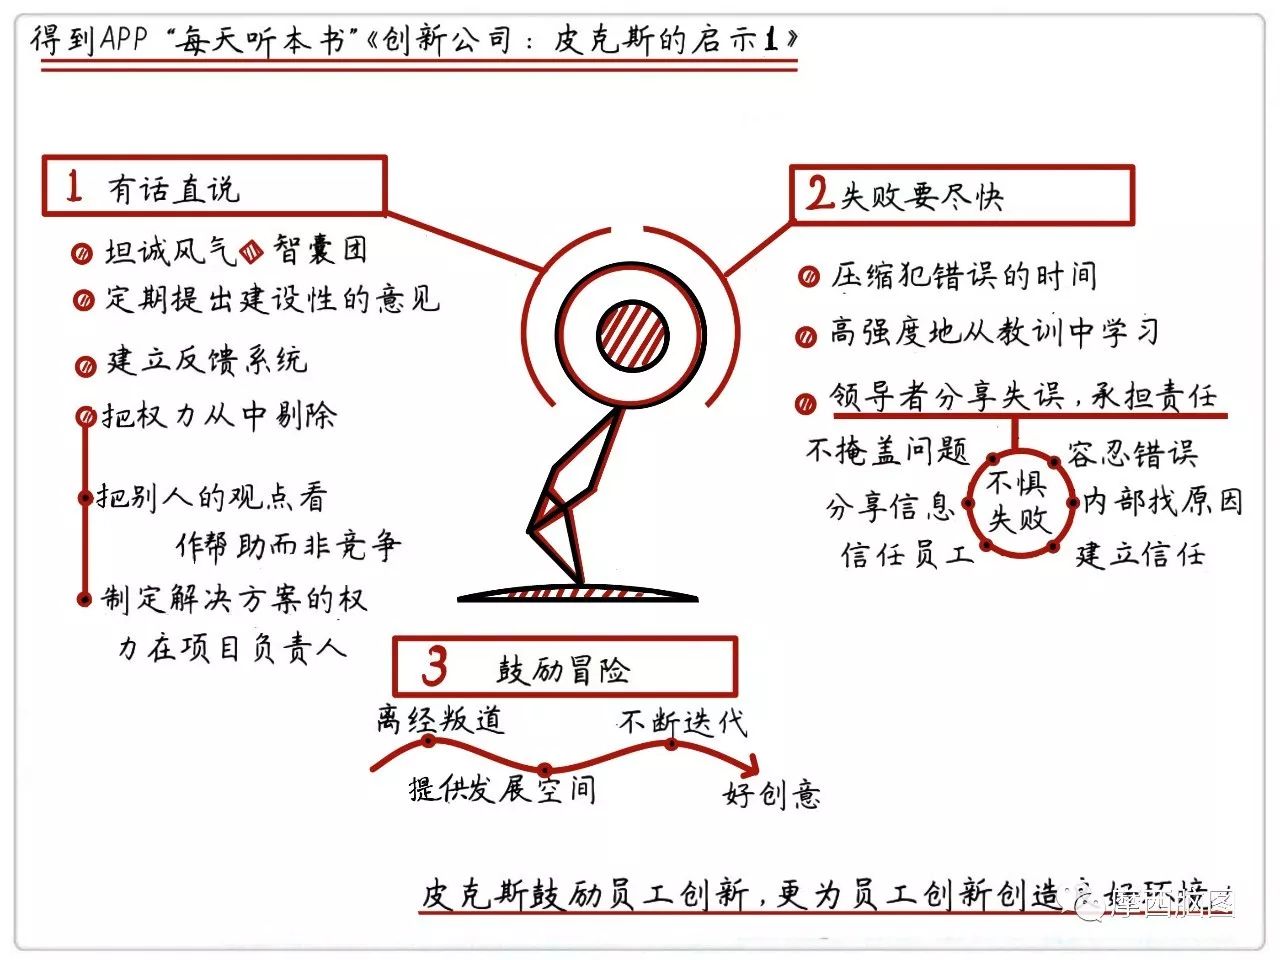 得到APP“每天听本书”《创新公司：皮克斯的启示1》
1 有话直说
坦诚风气 智囊团
定期提出建设性的意见
建立反馈系统
把权力从中剔除
把别人的观点看
作帮助而非竞争
制定解决方案的权
力在项目负责人
2 失败要尽快
压缩犯错误的时间
高强度地从教训中学习
领导者分享失误,承担责任
不惧
失败
不掩盖问题
分享信息
信任员工
容忍错误
内部找原因
建立信任
3 鼓励冒险
离经叛道
提供发展空间
不断迭代
好创意
皮克斯鼓励员工创新,更为员工创新创造
摩西脑图